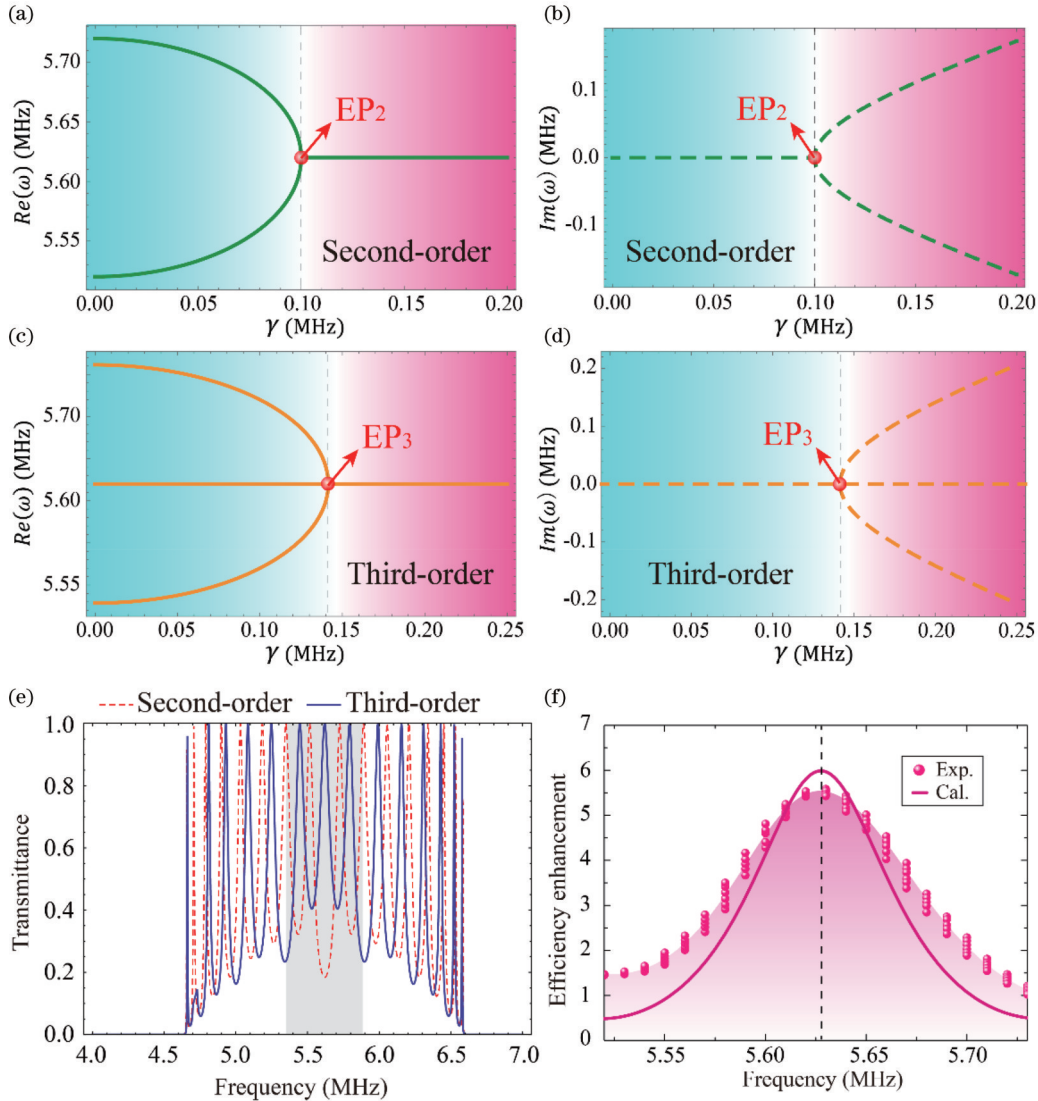 (a)
5.70
5.65
5.60
5.55
Re(ω) (MHz)
EP2
Second-order
0.00 0.05 0.10 0.15 0.20
γ (MHz)
(b)
0.1
0.0
-0.1
Im(ω) (MHz)
EP2
Second-order
0.00 0.05 0.10 0.15 0.20
γ (MHz)
(c)
5.70
5.60
5.55
Re(ω) (MHz)
EP3
Third-order
0.00 0.05 0.10 0.15 0.20 0.25
γ (MHz)
(d)
0.2
0.1
0.0
-0.1
-0.2
Im(ω) (MHz)
EP3
Third-order
0.00 0.05 0.10 0.15 0.20 0.25
γ (MHz)
(e)
Second-order Third-order
1.0
0.8
0.6
0.4
0.2
0.0
Transmittance
4.0 4.5 5.0 5.5 6.0 6.5 7.0
Frequency (MHz)
(f)
7
6
5
4
3
2
1
0
Efficiency enhancement
Exp.
Cal.
5.55 5.60 5.65 5.70
Frequency (MHz)